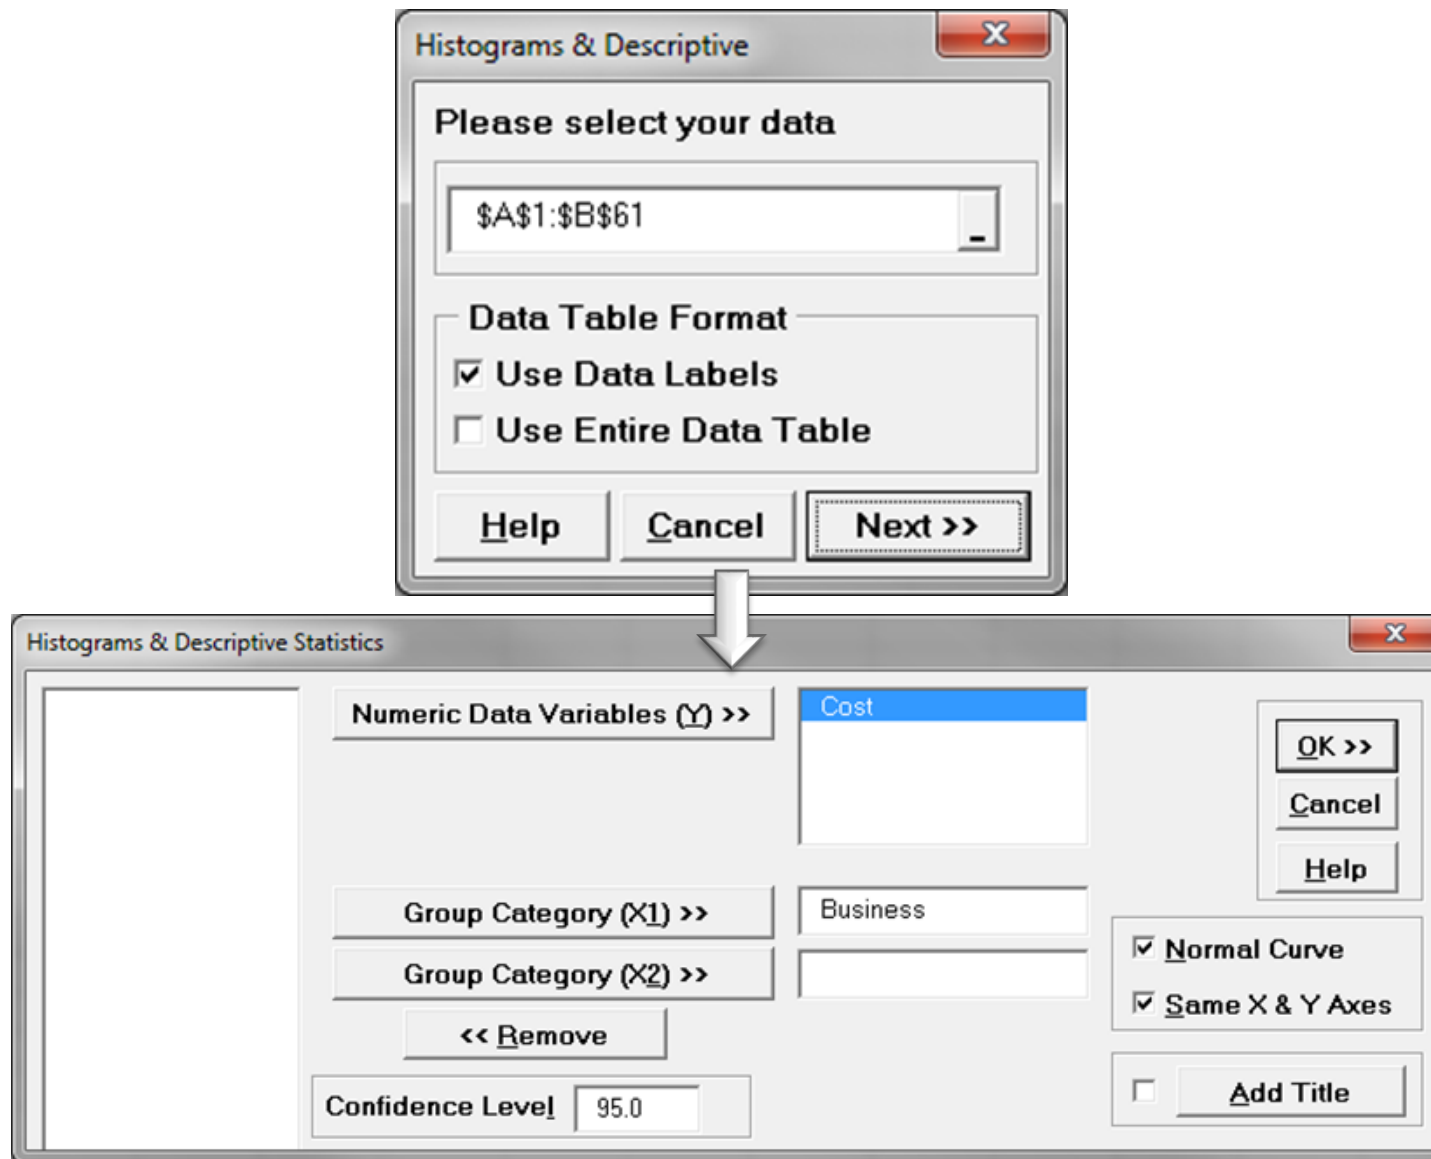 Histograms & Descriptive
Please select your data
$A$1:$B$61
Data Table Format
Use Data Labels
Use Entire Data Table
Help Cancel Next >>
Histograms & Descriptive Statistics
Numeric Data Variables (Y) >>
Cost
OK >>
Cancel
Help
Group Category (X1) >>
Business
Group Category (X2) >>
Normal Curve
Same X & Y Axes
<< Remove
Confidence Level 95.0
Add Title